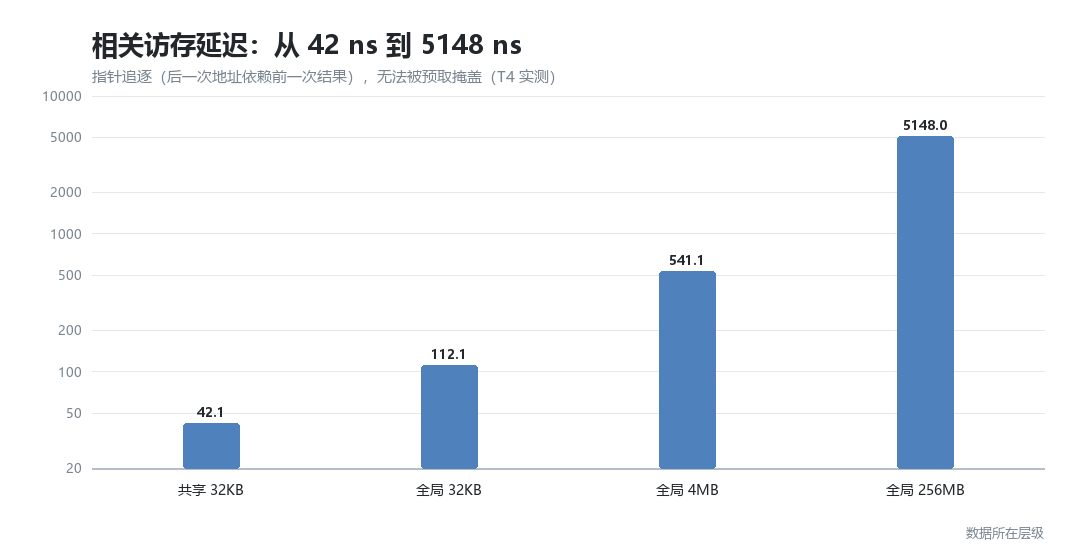 相关访存延迟：从 42 ns 到 5148 ns
指针追逐（后一次地址依赖前一次结果），无法被预取掩盖（T4 实测）
10000
5000
2000
1000
500
200
100
50
20
42.1
112.1
541.1
5148.0
共享 32KB
全局 32KB
全局 4MB
全局 256MB
数据所在层级